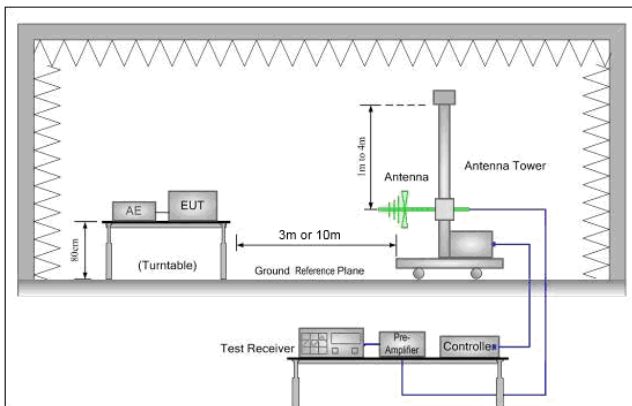 1m to 4m
Antenna
Antenna Tower
AE
EUT
80cm
(Turntable)
3m or 10m
Ground Reference Plane
Test Receiver
Pre-
Amplifier
Controlle